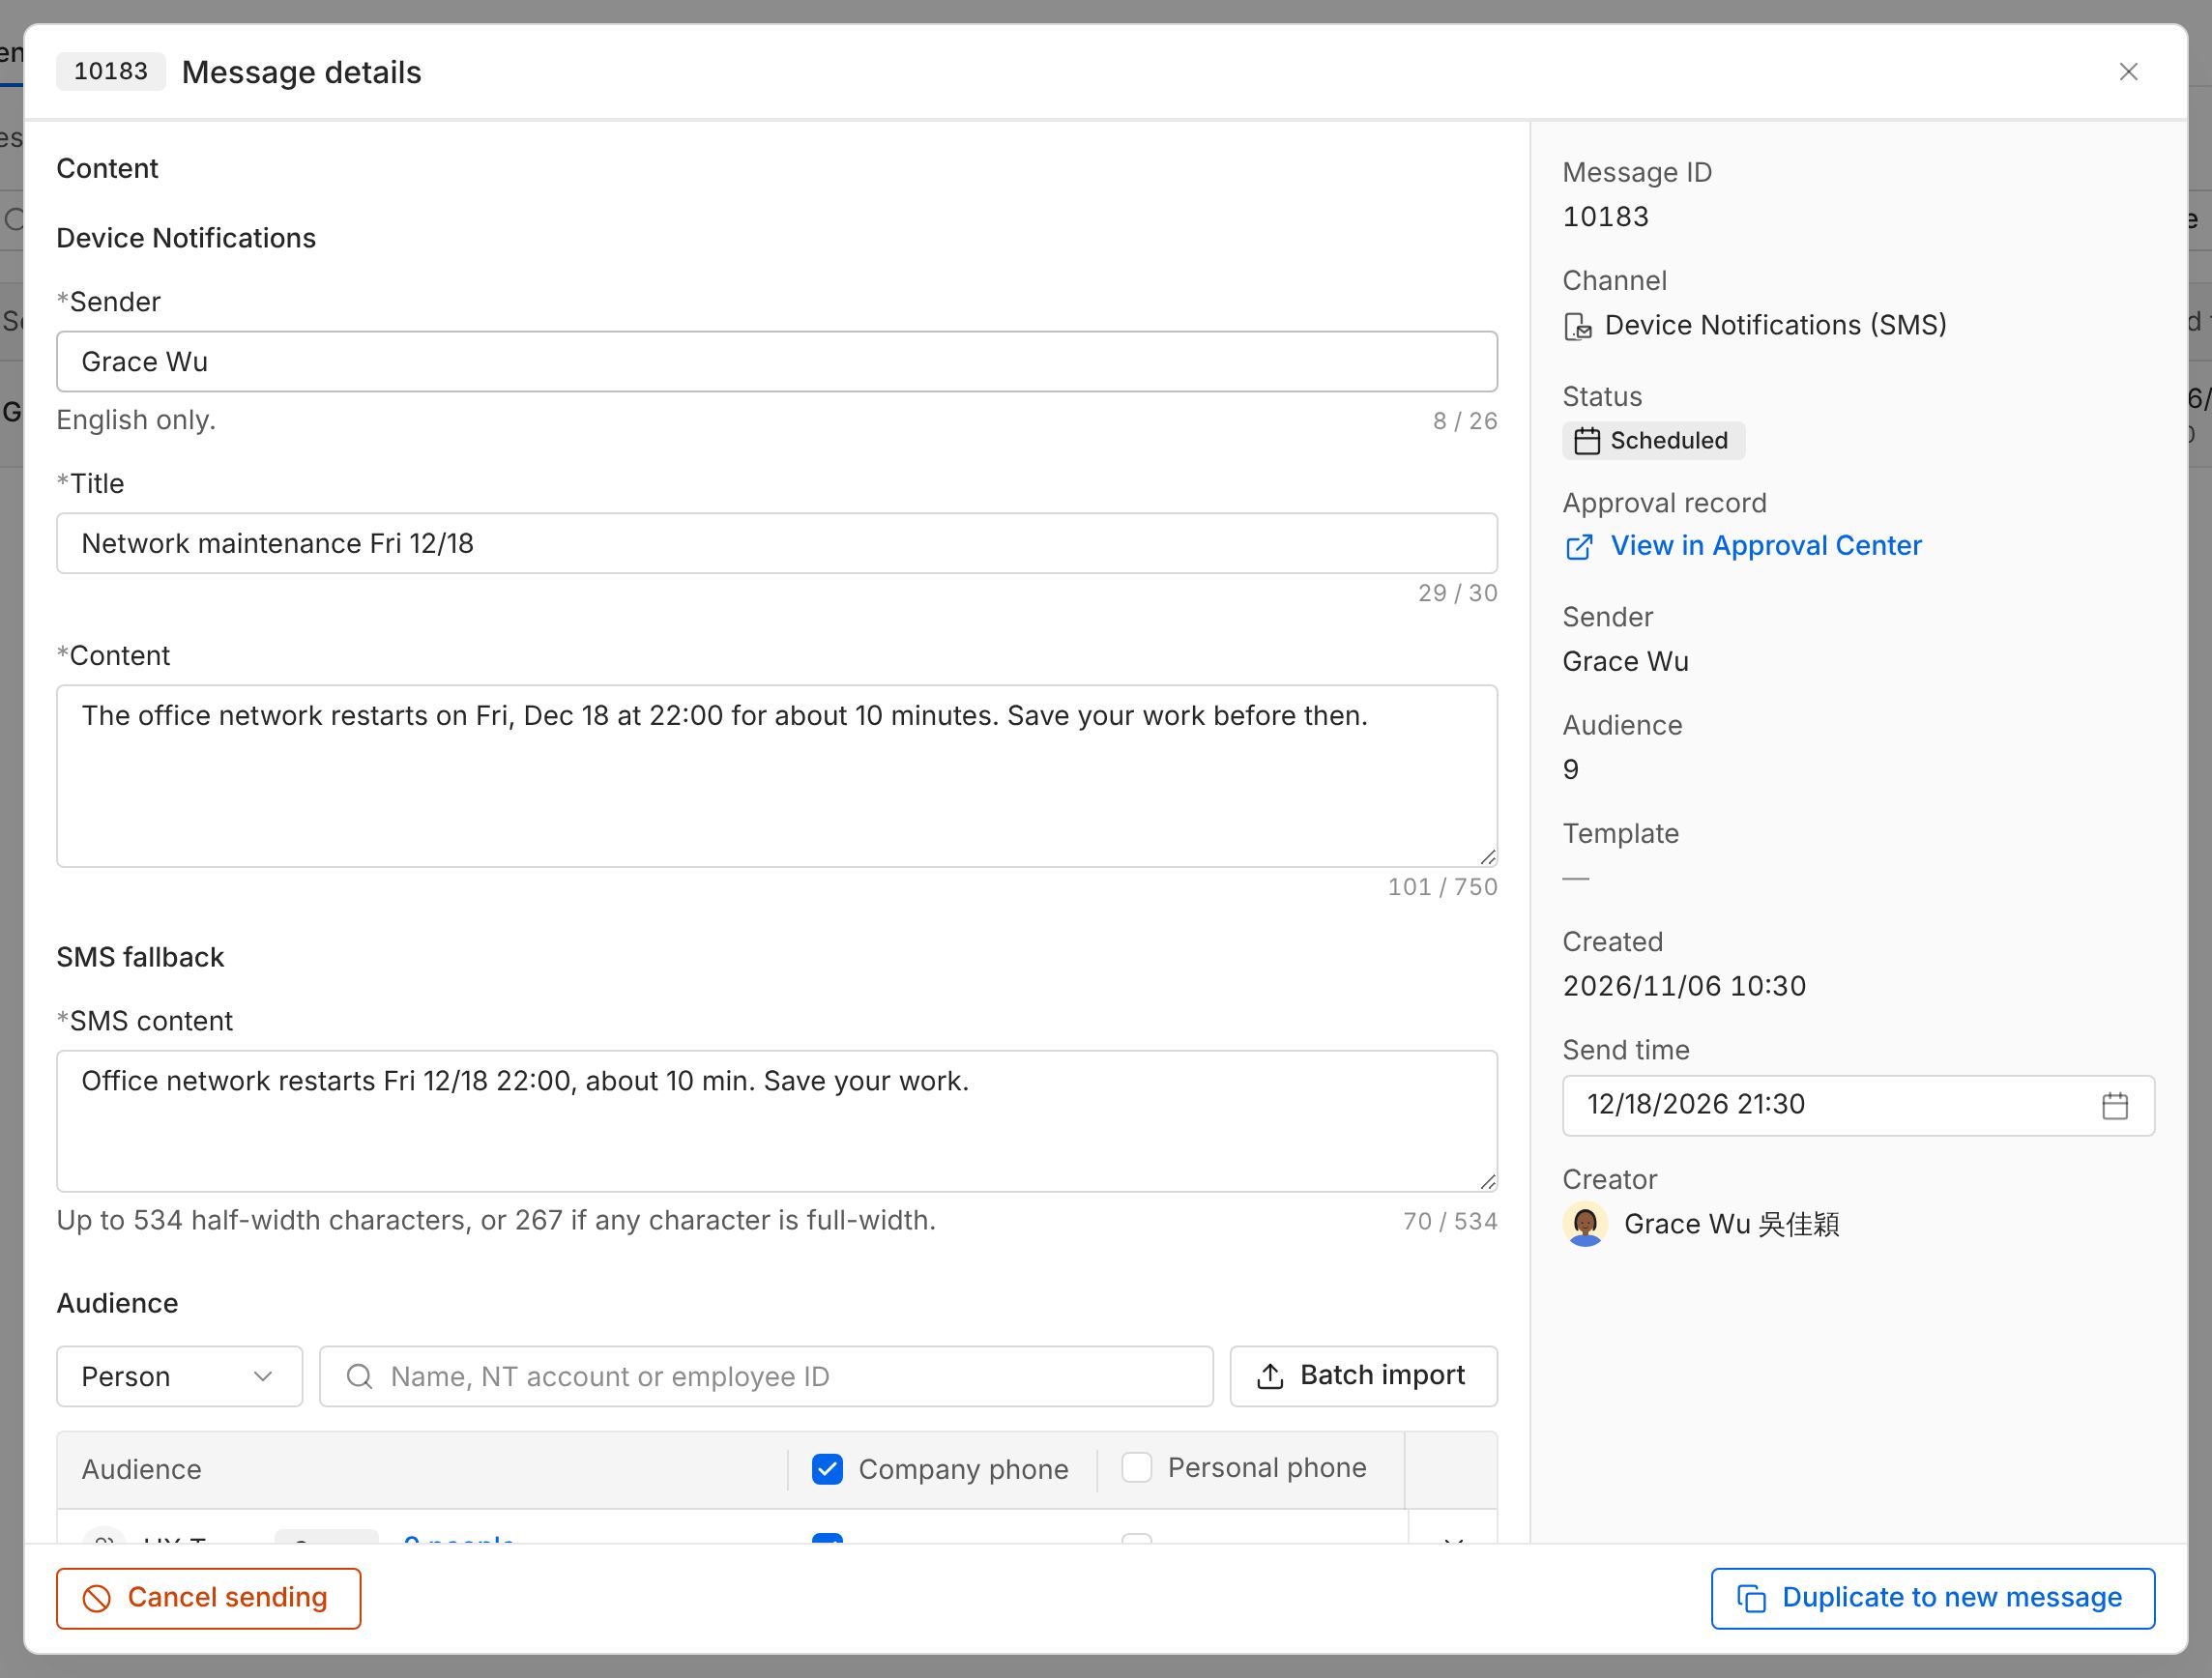 10183 Message details
Content
Device Notifications
*Sender
Grace Wu
English only.
8 / 26
*Title
Network maintenance Fri 12/18
29 / 30
*Content
The office network restarts on Fri, Dec 18 at 22:00 for about 10 minutes. Save your work before then.
101 / 750
SMS fallback
*SMS content
Office network restarts Fri 12/18 22:00, about 10 min. Save your work.
Up to 534 half-width characters, or 267 if any character is full-width.
70 / 534
Audience
Person
Name, NT account or employee ID
Batch import
Audience
Company phone
Personal phone
Message ID
10183
Channel
Device Notifications (SMS)
Status
Scheduled
Approval record
View in Approval Center
Sender
Grace Wu
Audience
9
Template
—
Created
2026/11/06 10:30
Send time
12/18/2026 21:30
Creator
Grace Wu 吳佳穎
Cancel sending
Duplicate to new message